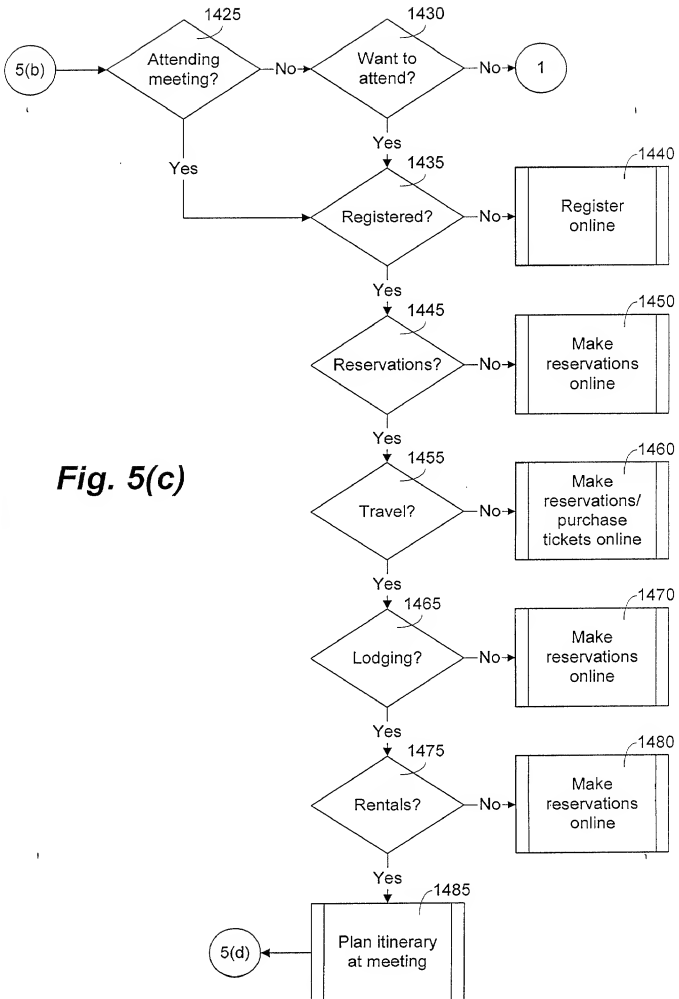 1425
1430
5(b)
Attending
meeting?
No
Want to
attend?
No
1
Yes
Yes
1435
1440
Registered?
No
Register
online
Yes
1445
1450
Reservations?
No
Make
reservations
online
Yes
Fig. 5(c)
1455
1460
Travel?
No
Make
reservations/
purchase
tickets online
Yes
1465
1470
Lodging?
No
Make
reservations
online
Yes
1475
1480
Rentals?
No
Make
reservations
online
Yes
1485
5(d)
Plan itinerary
at meeting